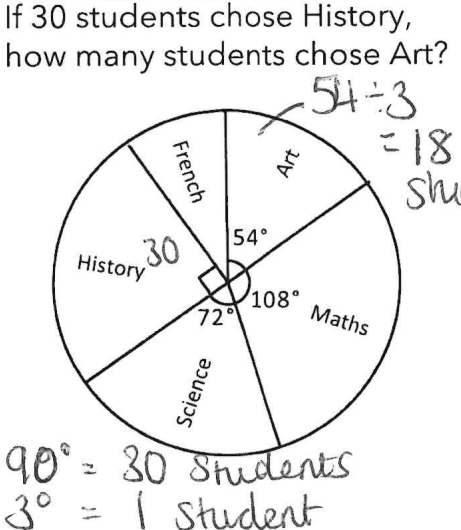 If 30 students chose History,
how many students chose Art?
54÷3
= 18
French
Art
History
30
54°
108°
72°
Maths
Science
90° = 30 Students
3° = 1 Student